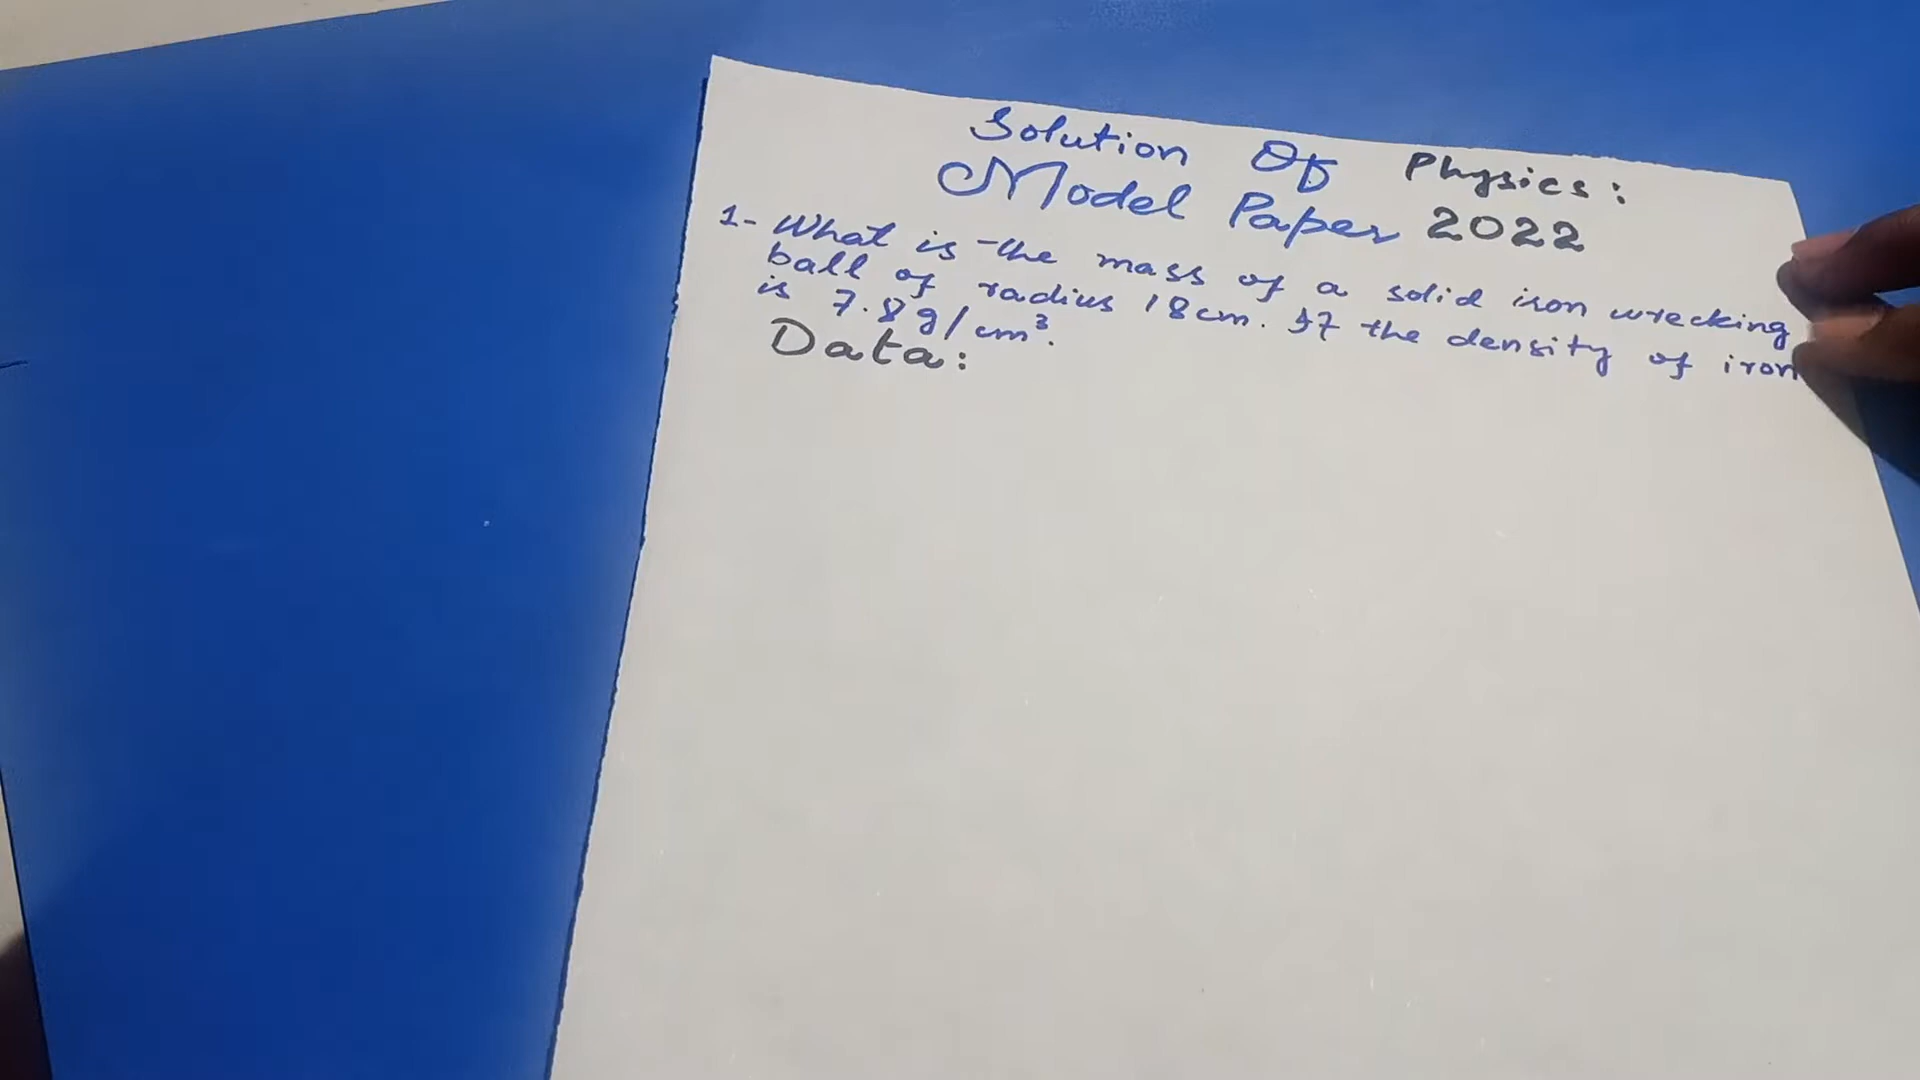 Solution Of Physics:
Model Paper 2022
1- What is the mass of a solid iron wrecking
ball of radius 18cm. If the density of iron
is 7.8g/cm³.
Data: